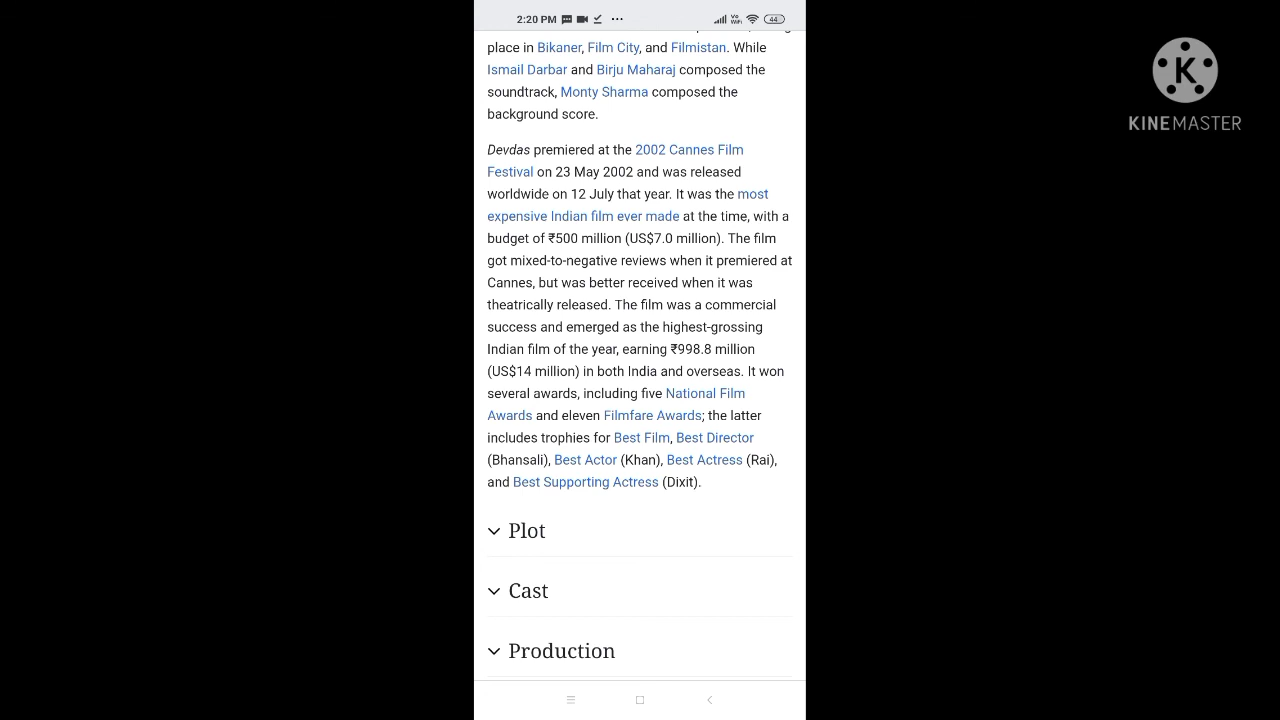 2:20 PM
Vo
WiFi
44
place in Bikaner, Film City, and Filmistan. While
Ismail Darbar and Birju Maharaj composed the
soundtrack, Monty Sharma composed the
background score.
Devdas premiered at the 2002 Cannes Film
Festival on 23 May 2002 and was released
worldwide on 12 July that year. It was the most
expensive Indian film ever made at the time, with a
budget of ₹500 million (US$7.0 million). The film
got mixed-to-negative reviews when it premiered at
Cannes, but was better received when it was
theatrically released. The film was a commercial
success and emerged as the highest-grossing
Indian film of the year, earning ₹998.8 million
(US$14 million) in both India and overseas. It won
several awards, including five National Film
Awards and eleven Filmfare Awards; the latter
includes trophies for Best Film, Best Director
(Bhansali), Best Actor (Khan), Best Actress (Rai),
and Best Supporting Actress (Dixit).
Plot
Cast
Production
K
KINEMASTER